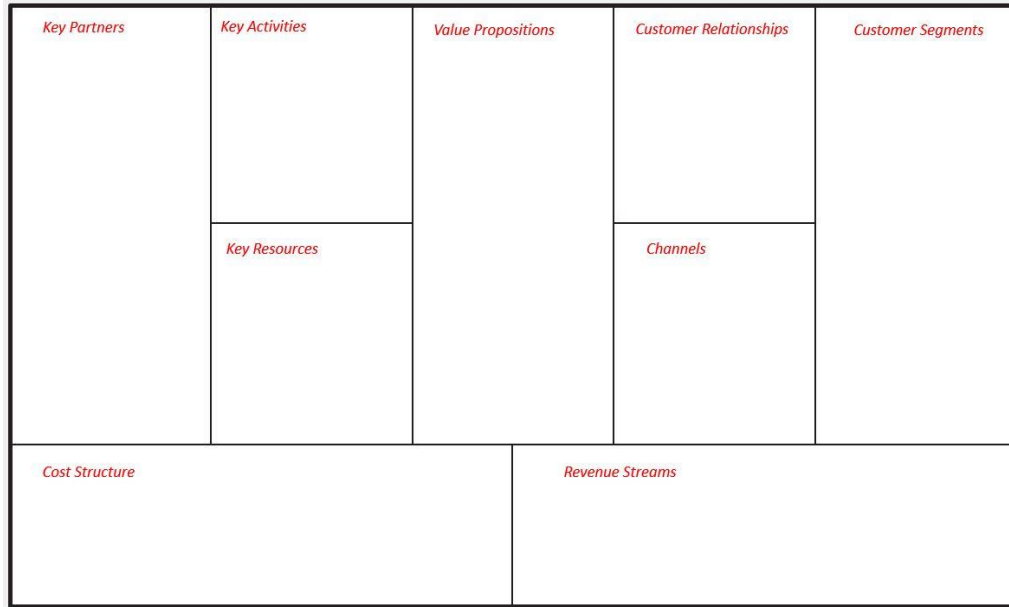 Key Partners
Key Activities
Value Propositions
Customer Relationships
Customer Segments
Key Resources
Channels
Cost Structure
Revenue Streams